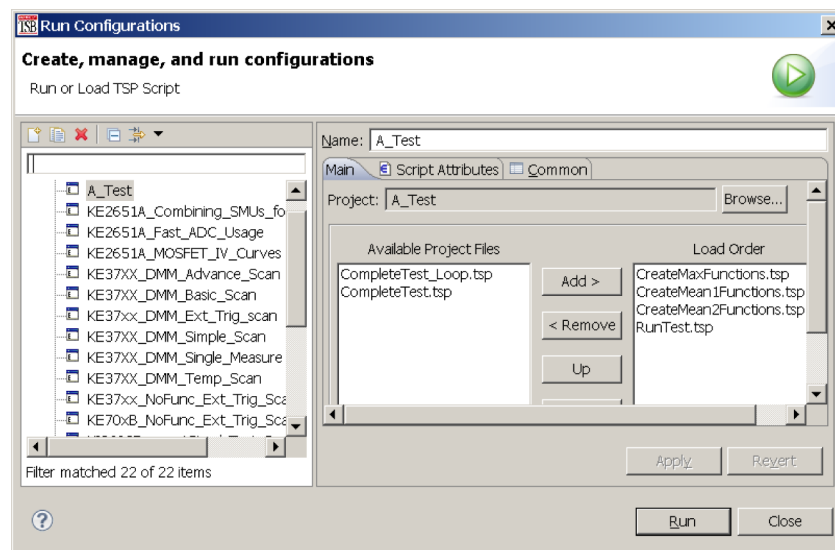 TSB Run Configurations
Create, manage, and run configurations
Run or Load TSP Script
Name: A_Test
A_Test
KE2651A_Combining_SMUs_fo
KE2651A_Fast_ADC_Usage
KE2651A_MOSFET_IV_Curves
KE37XX_DMM_Advance_Scan
KE37Xx_DMM_Basic_Scan
KE37xx_DMM_Ext_Trig_scan
KE37XX_DMM_Simple_Scan
KE37XX_DMM_Single_Measure
KE37XX_DMM_Temp_Scan
KE37xx_NoFunc_Ext_Trig_Sca
KE70xB_NoFunc_Ext_Trig_Sca
Filter matched 22 of 22 items
Main Script Attributes Common
Project: A_Test Browse...
Available Project Files
CompleteTest_Loop.tsp
CompleteTest.tsp
Add >
< Remove
Up
Load Order
CreateMaxFunctions.tsp
CreateMean1Functions.tsp
CreateMean2Functions.tsp
RunTest.tsp
Apply Revert
? Run Close